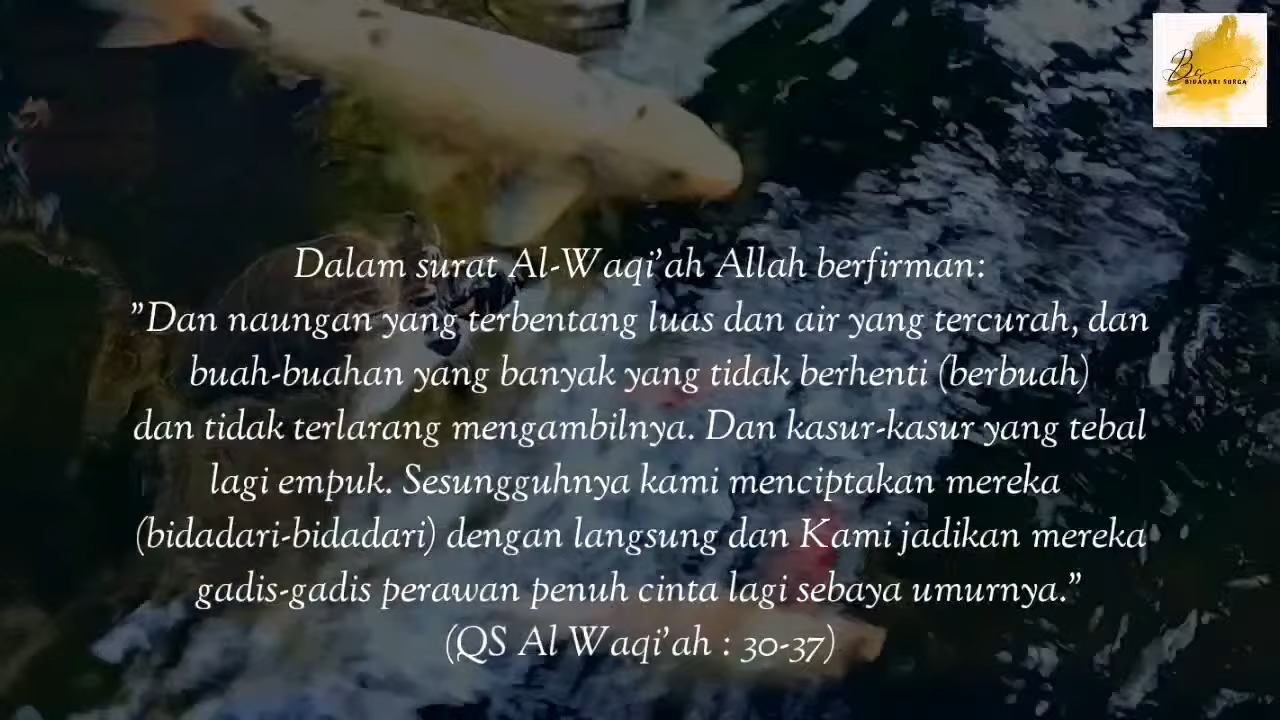 Bs
BIDADARI SURGA
Dalam surat Al-Waqi’ah Allah berfirman:
”Dan naungan yang terbentang luas dan air yang tercurah, dan
buah-buahan yang banyak yang tidak berhenti (berbuah)
dan tidak terlarang mengambilnya. Dan kasur-kasur yang tebal
lagi empuk. Sesungguhnya kami menciptakan mereka
(bidadari-bidadari) dengan langsung dan Kami jadikan mereka
gadis-gadis perawan penuh cinta lagi sebaya umurnya.”
(QS Al Waqi’ah : 30-37)